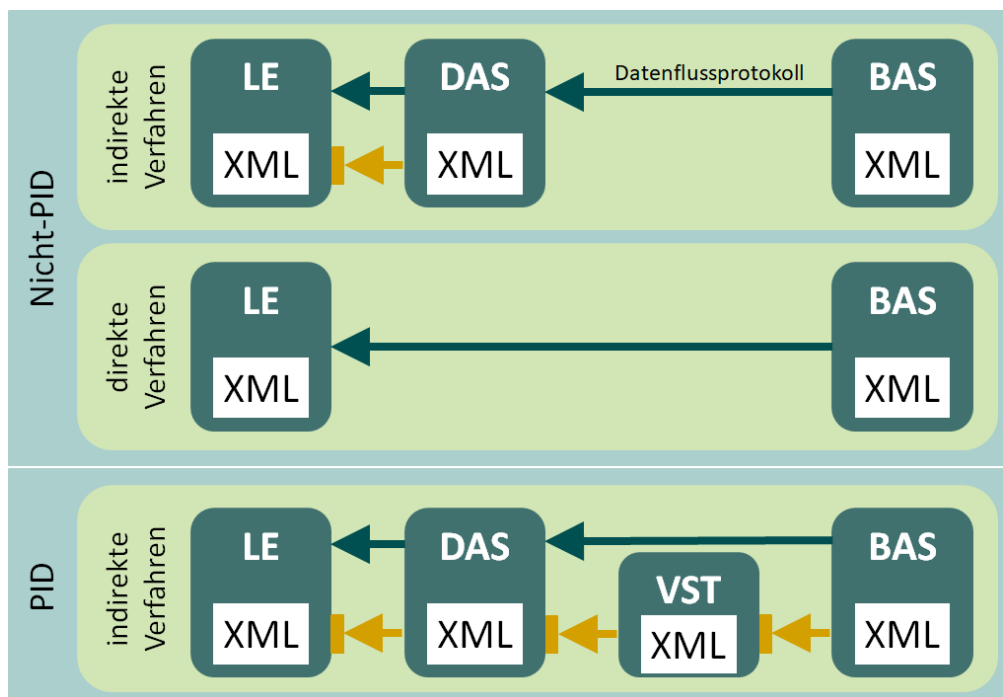 Nicht-PID
indirekte
Verfahren
LE
XML
DAS
XML
Datenflussprotokoll
BAS
XML
direkte
Verfahren
LE
XML
BAS
XML
PID
indirekte
Verfahren
LE
XML
DAS
XML
VST
XML
BAS
XML